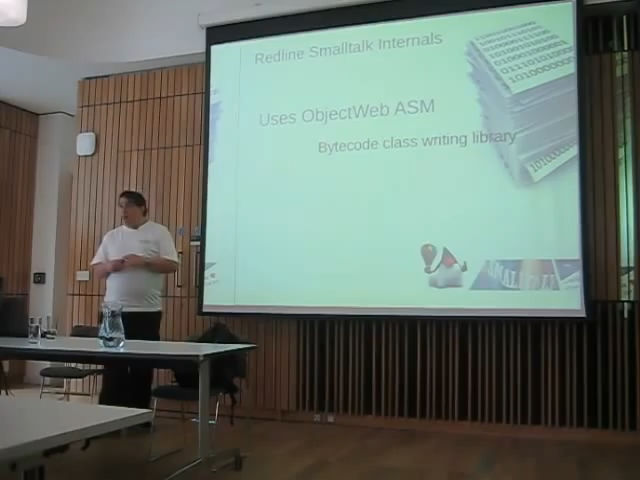 Redline Smalltalk Internals
Uses ObjectWeb ASM
Bytecode class writing library